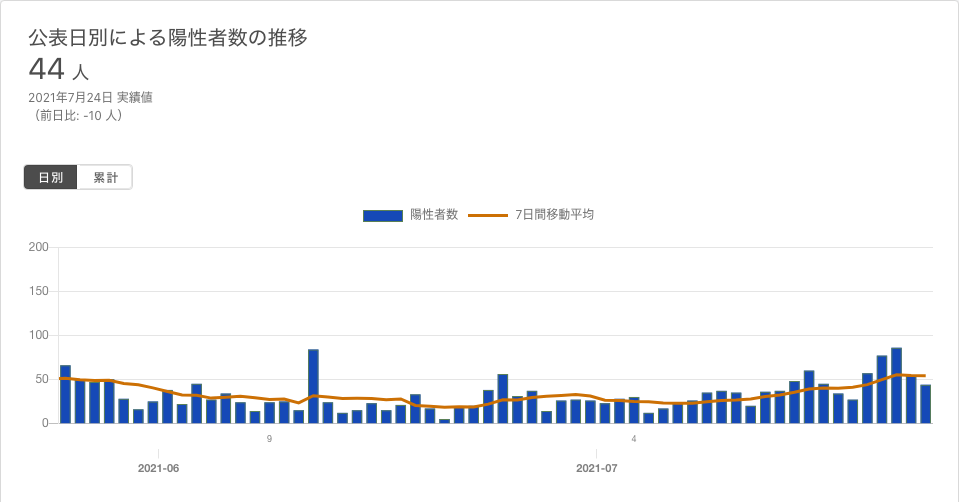 公表日別による陽性者数の推移
44 人
2021年7月24日 実績値
（前日比: -10 人）
日別 累計
陽性者数 7日間移動平均
200
150
100
50
0
9 4
2021-06 2021-07